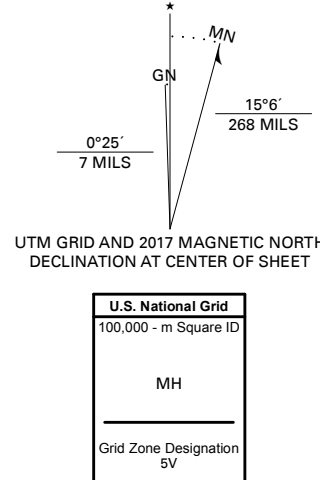 ★
MN
GN
15°6´
268 MILS
0°25´
7 MILS
UTM GRID AND 2017 MAGNETIC NORTH
DECLINATION AT CENTER OF SHEET
U.S. National Grid
100,000 - m Square ID
MH
Grid Zone Designation
5V